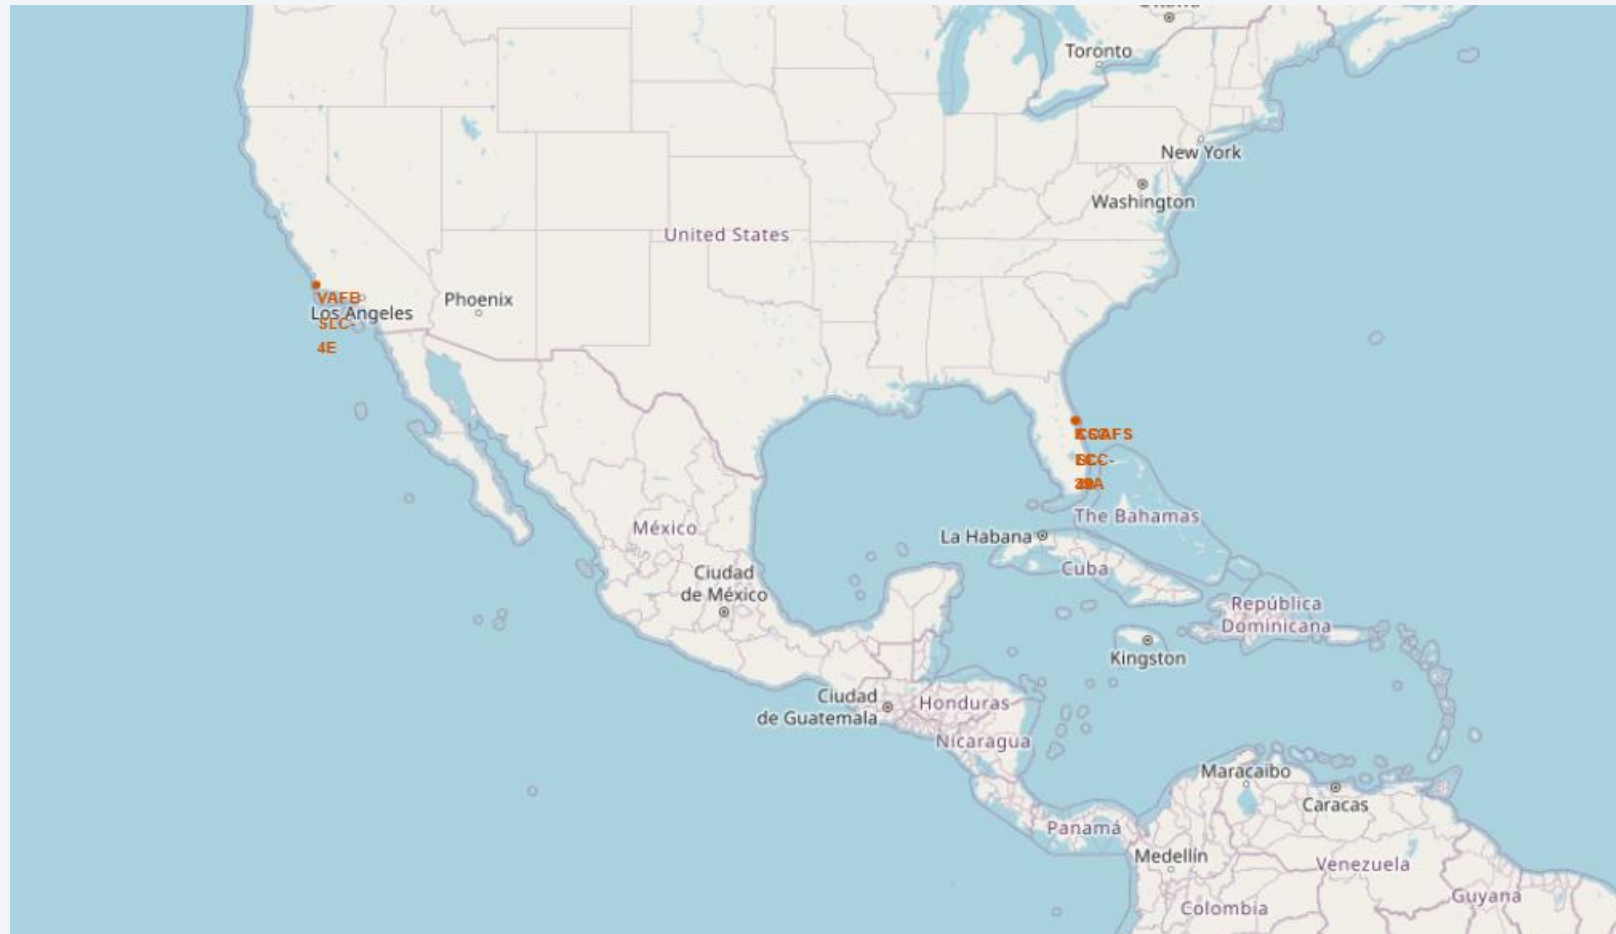 Toronto
New York
Washington
United States
VAFB
Los Angeles
SLC-
4E
Phoenix
The Bahamas
La Habana
Cuba
México
Ciudad
de México
República
Dominicana
Kingston
Ciudad
de Guatemala
Honduras
Nicaragua
Maracaibo
Caracas
Panamá
Medellín
Venezuela
Guyana
Colombia